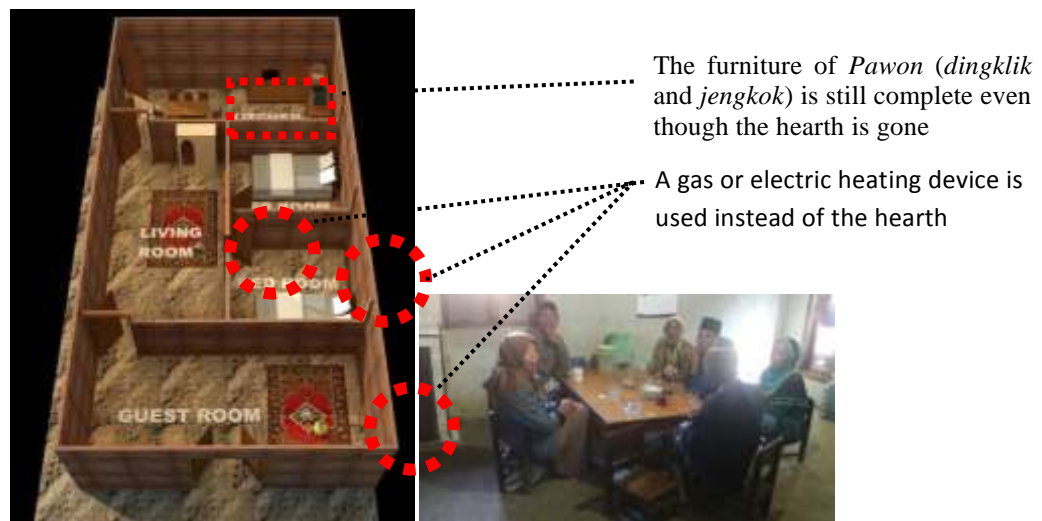 The furniture of Pawon (dingklik
and jengkok) is still complete even
though the hearth is gone
A gas or electric heating device is
used instead of the hearth
LIVING
ROOM
ROOM
GUEST ROOM